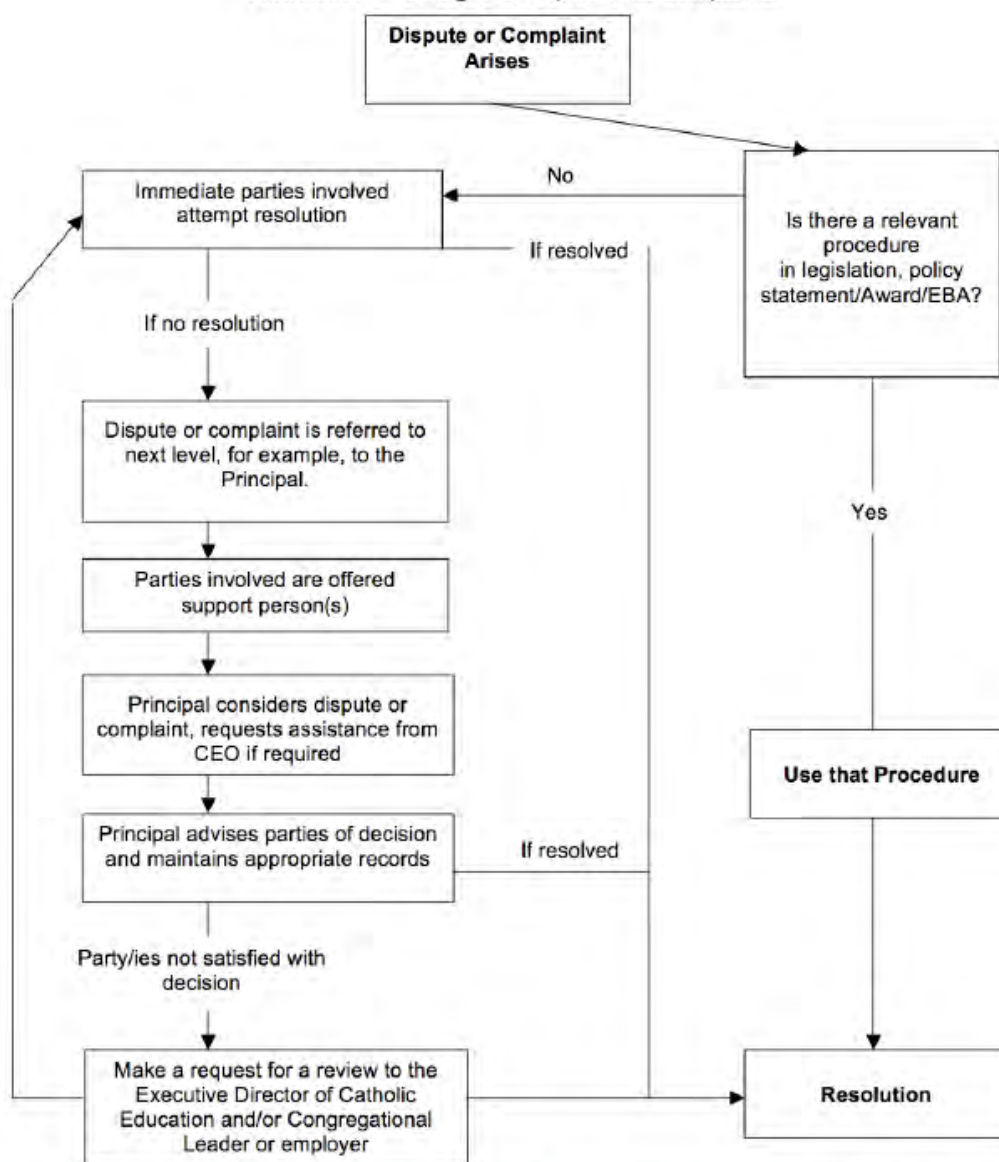 Dispute or Complaint
Arises
No
Immediate parties involved
attempt resolution
Is there a relevant
procedure
in legislation, policy
statement/Award/EBA?
If resolved
If no resolution
Dispute or complaint is referred to
next level, for example, to the
Principal.
Yes
Parties involved are offered
support person(s)
Principal considers dispute or
complaint, requests assistance from
CEO if required
Use that Procedure
Principal advises parties of decision
and maintains appropriate records
If resolved
Party/ies not satisfied with
decision
Make a request for a review to the
Executive Director of Catholic
Education and/or Congregational
Leader or employer
Resolution